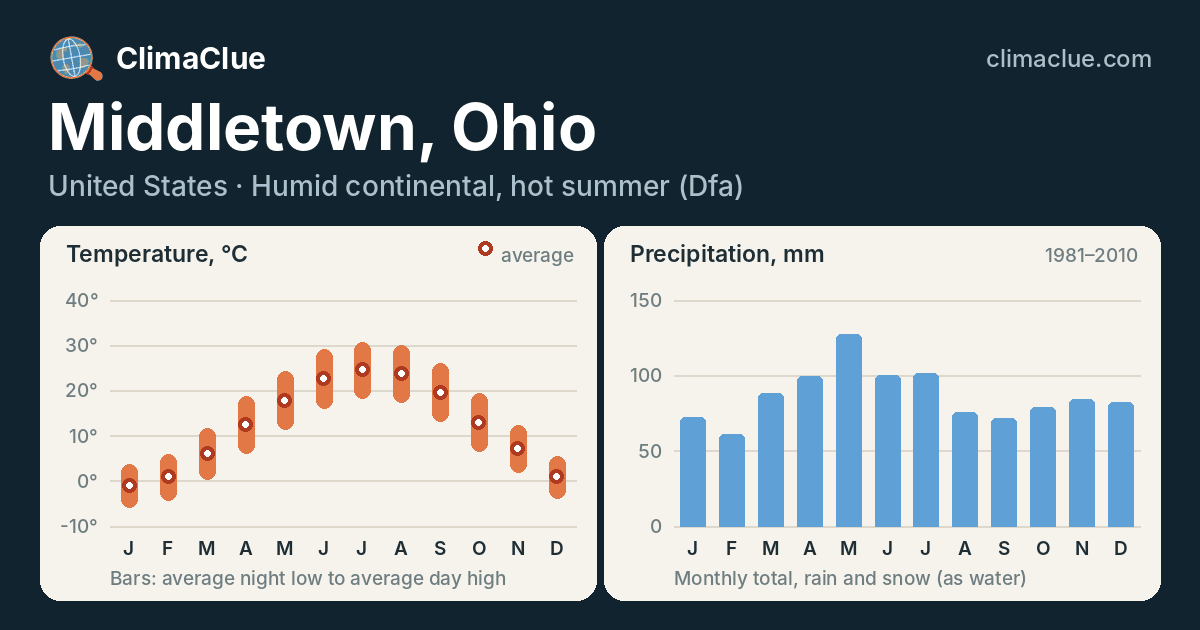 ClimaClue
climaclue.com
Middletown, Ohio
United States · Humid continental, hot summer (Dfa)
Temperature, °C
average
40°
30°
20°
10°
0°
-10°
J F M A M J J A S O N D
Bars: average night low to average day high
Precipitation, mm
1981–2010
150
100
50
0
J F M A M J J A S O N D
Monthly total, rain and snow (as water)